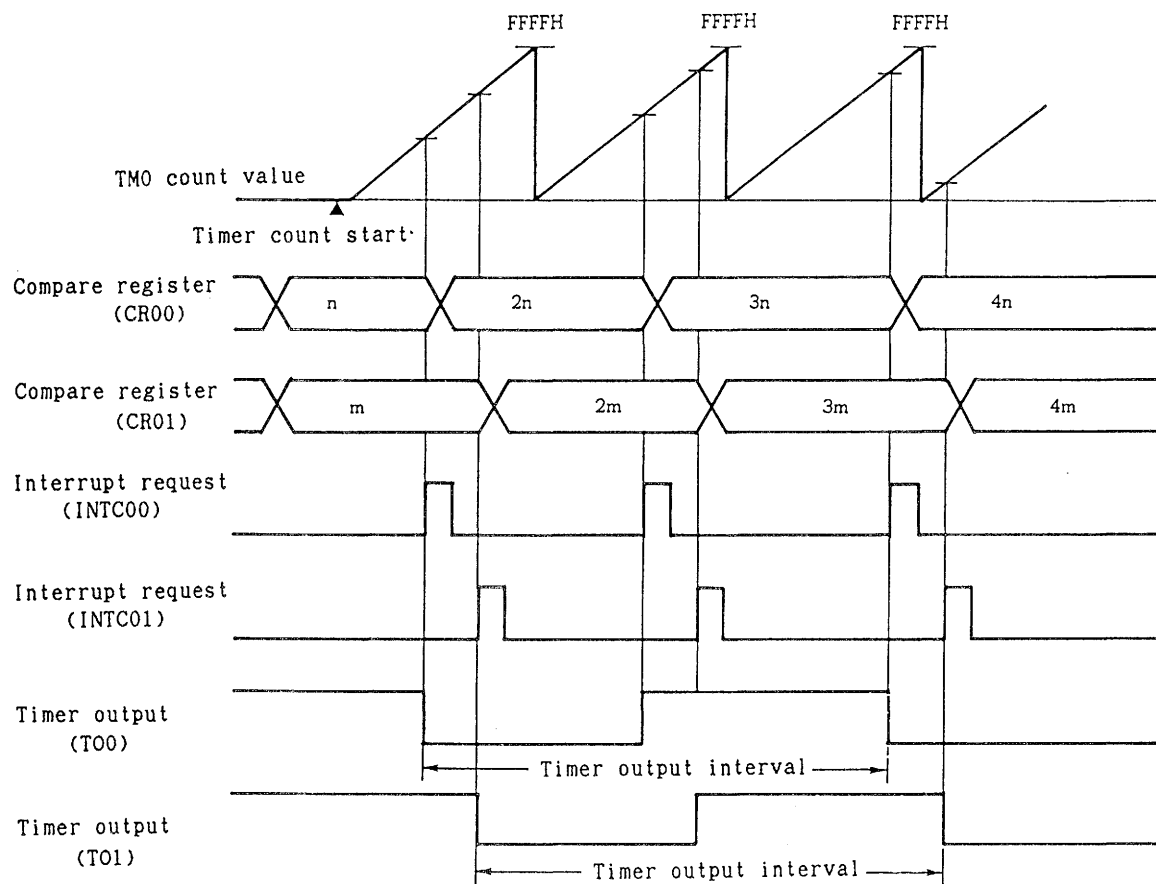 FFFFH FFFFH FFFFH
TM0 count value
Timer count start
Compare register
(CR00)
n 2n 3n 4n
Compare register
(CR01)
m 2m 3m 4m
Interrupt request
(INTC00)
Interrupt request
(INTC01)
Timer output
(TO0)
Timer output interval
Timer output
(TO1)
Timer output interval